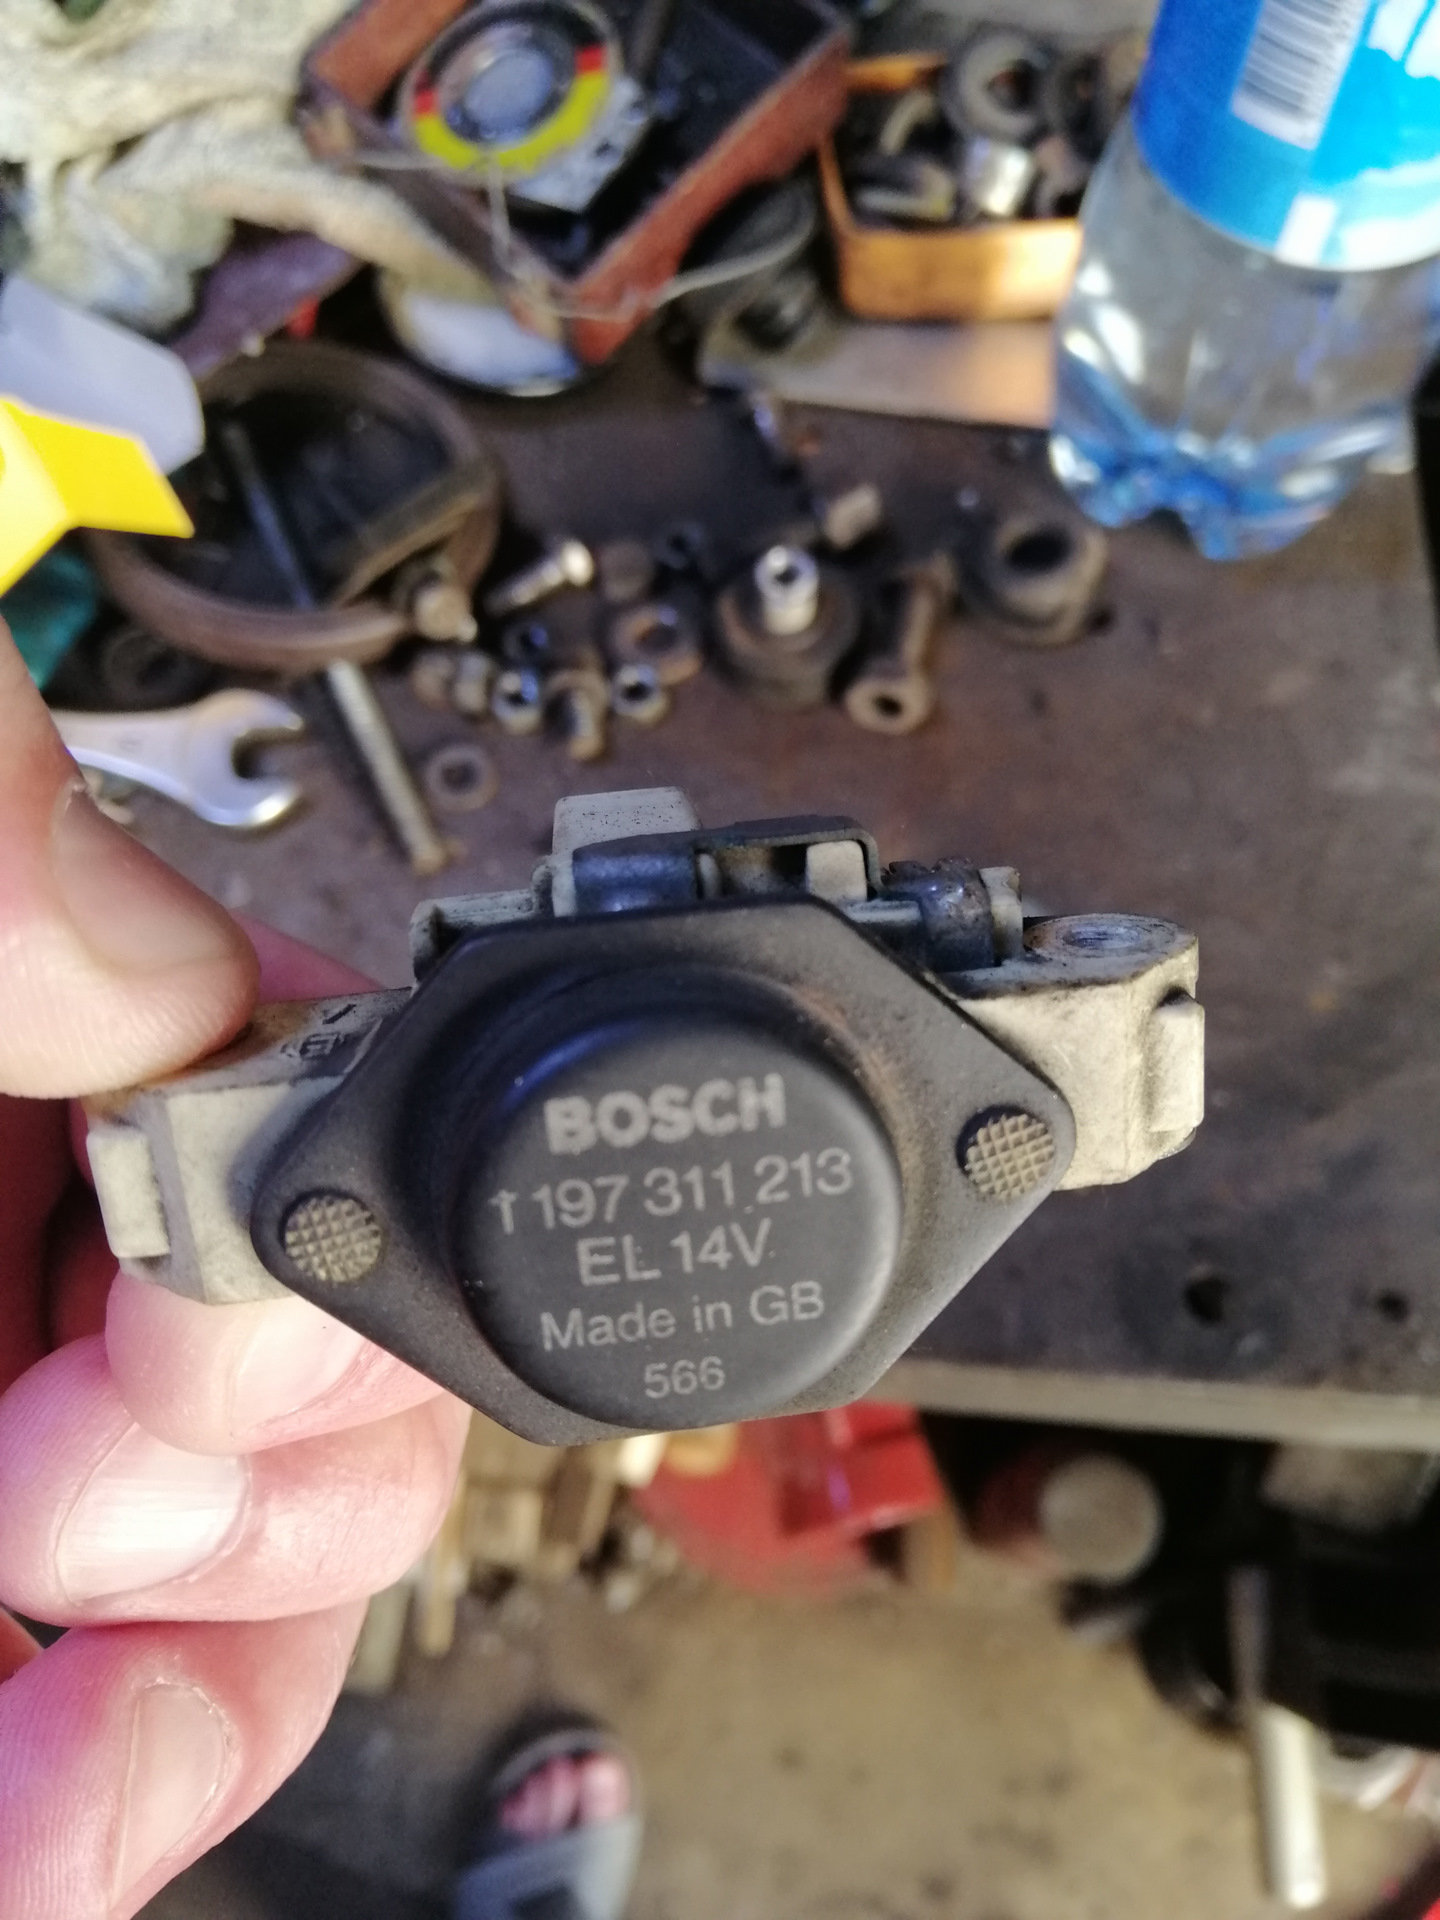 BOSCH
1 197 311 213
EL 14V
Made in GB
566